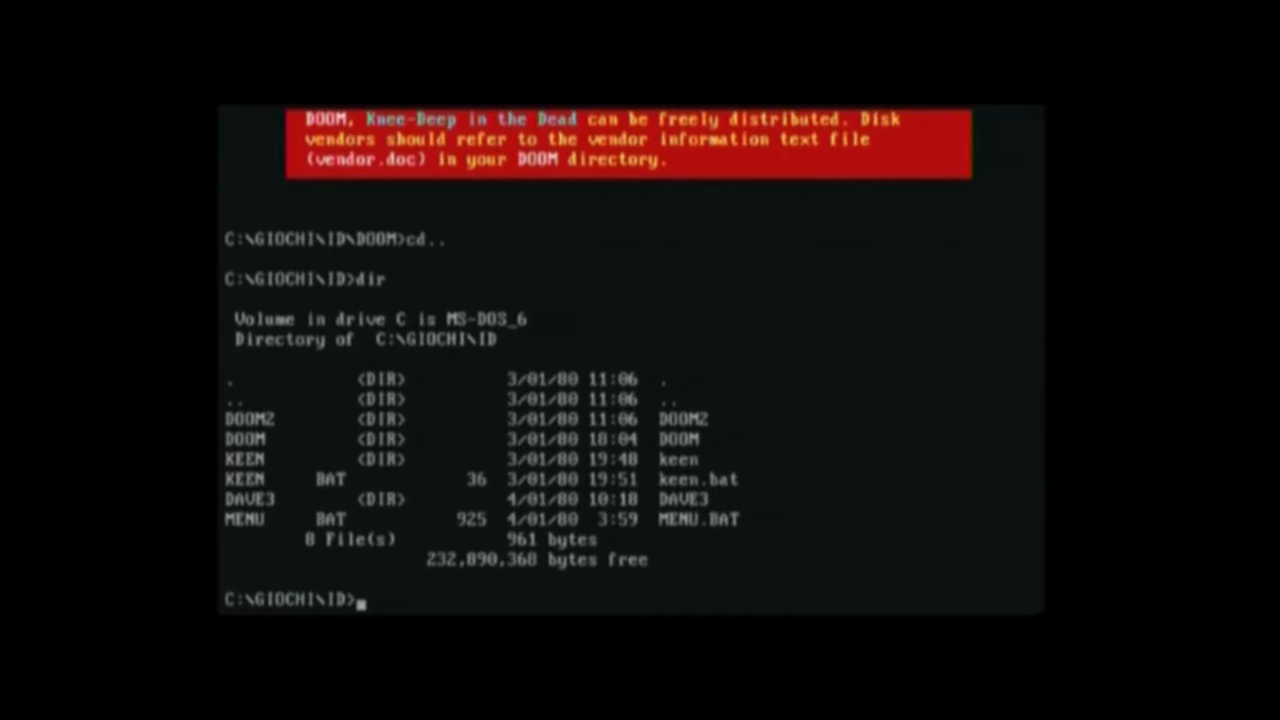 DOOM, Knee-Deep in the Dead can be freely distributed. Disk
vendors should refer to the vendor information text file
(vendor.doc) in your DOOM directory.
C:\GIOCHI\ID\DOOM>cd..
C:\GIOCHI\ID>dir
Volume in drive C is MS-DOS_6
Directory of  C:\GIOCHI\ID
.             <DIR>          3/01/80 11:06  .
..            <DIR>          3/01/80 11:06  ..
DOOM2         <DIR>          3/01/80 11:06  DOOM2
DOOM          <DIR>          3/01/80 18:04  DOOM
KEEN          <DIR>          3/01/80 19:48  keen
KEEN     BAT            36  3/01/80 19:51  keen.bat
DAVE3         <DIR>          4/01/80 10:18  DAVE3
MENU     BAT           925  4/01/80  3:59  MENU.BAT
8 File(s)           961 bytes
232,890,368 bytes free
C:\GIOCHI\ID>